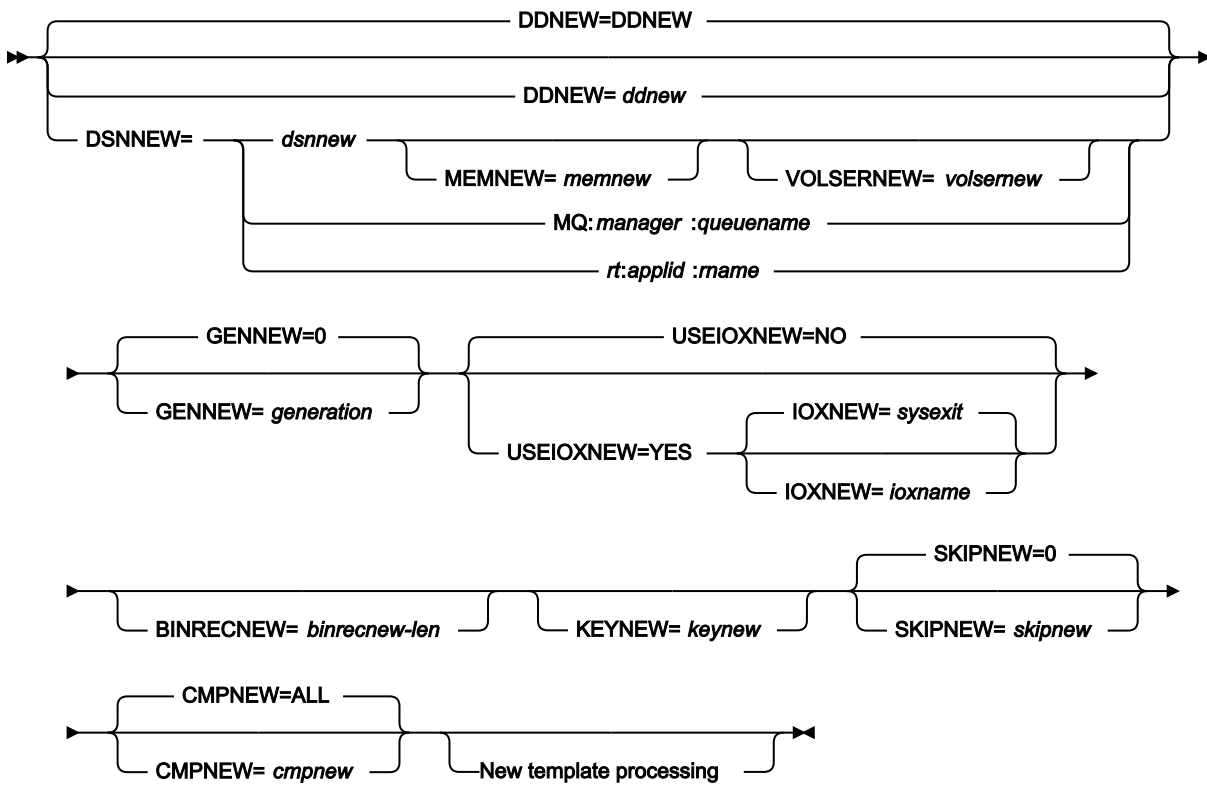 DDNEW=DDNEW
DDNEW= ddnew
DSNNEW= dsnnew
MEMNEW= memnew VOLSERNEW= volsernew
MQ:manager :queuename
rt:applid :rname
GENNEW=0 USEIOXNEW=NO
GENNEW= generation IOXNEW= sysexit
USEIOXNEW=YES
IOXNEW= ioxname
SKIPNEW=0
BINRECNEW= binrecnew-len KEYNEW= keynew SKIPNEW= skipnew
CMPNEW=ALL
CMPNEW= cmpnew New template processing